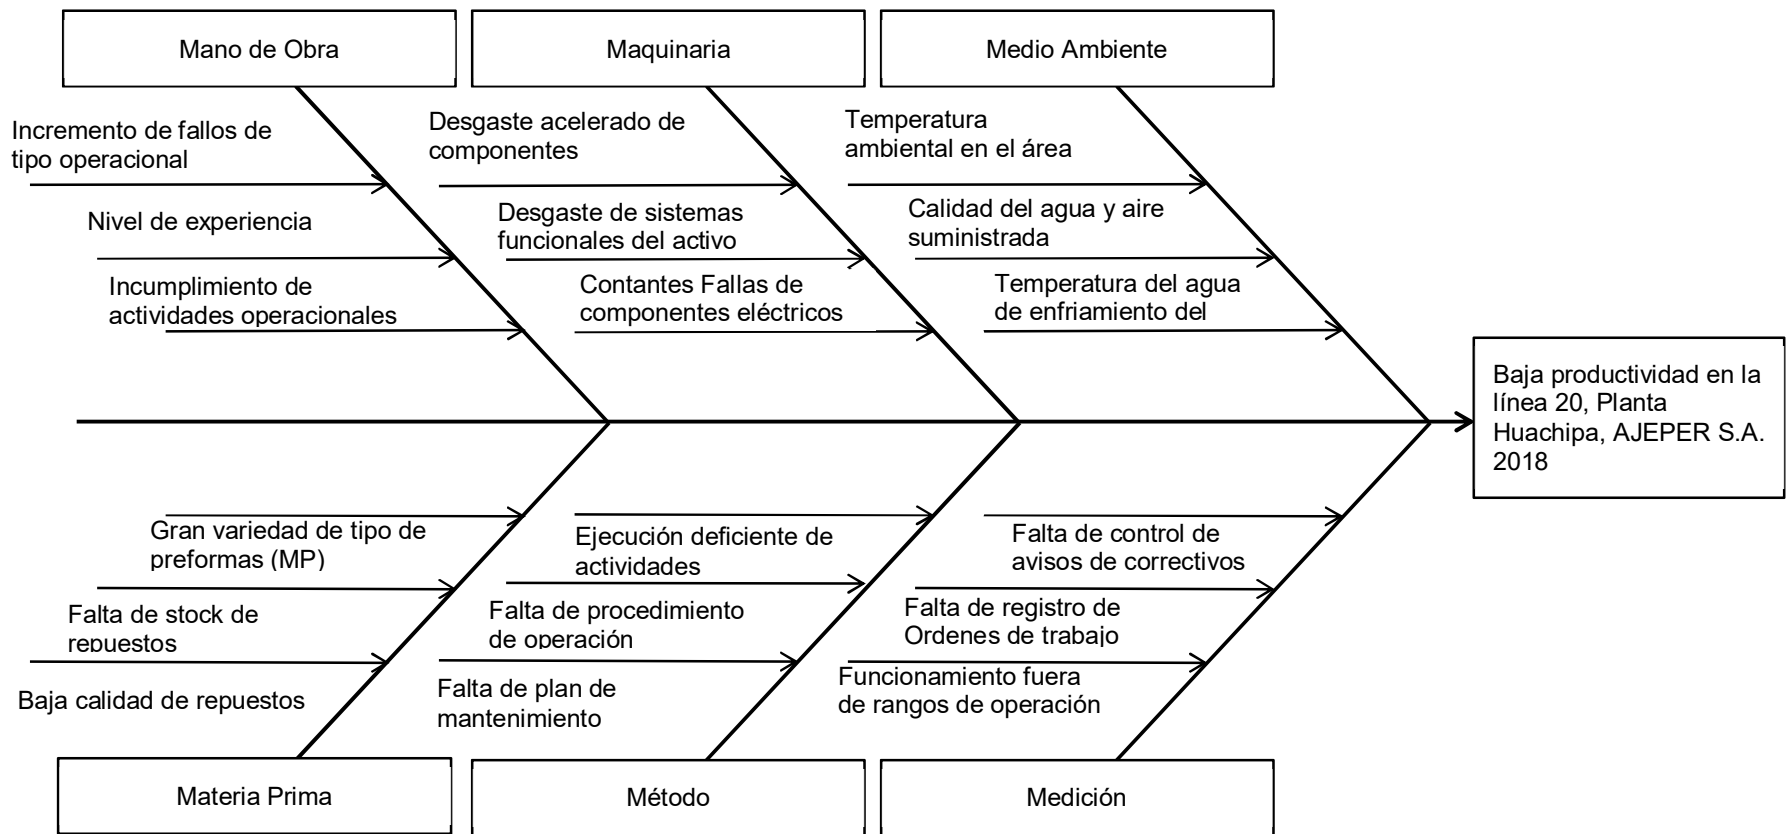 Mano de Obra
Maquinaria
Medio Ambiente
Incremento de fallos de
tipo operacional
Desgaste acelerado de
componentes
Temperatura
ambiental en el área
Nivel de experiencia
Desgaste de sistemas
funcionales del activo
Calidad del agua y aire
suministrada
Incumplimiento de
actividades operacionales
Contantes Fallas de
componentes eléctricos
Temperatura del agua
de enfriamiento del
Baja productividad en la
línea 20, Planta
Huachipa, AJEPER S.A.
2018
Gran variedad de tipo de
preformas (MP)
Ejecución deficiente de
actividades
Falta de control de
avisos de correctivos
Falta de stock de
repuestos
Falta de procedimiento
de operación
Falta de registro de
Ordenes de trabajo
Baja calidad de repuestos
Falta de plan de
mantenimiento
Funcionamiento fuera
de rangos de operación
Materia Prima
Método
Medición